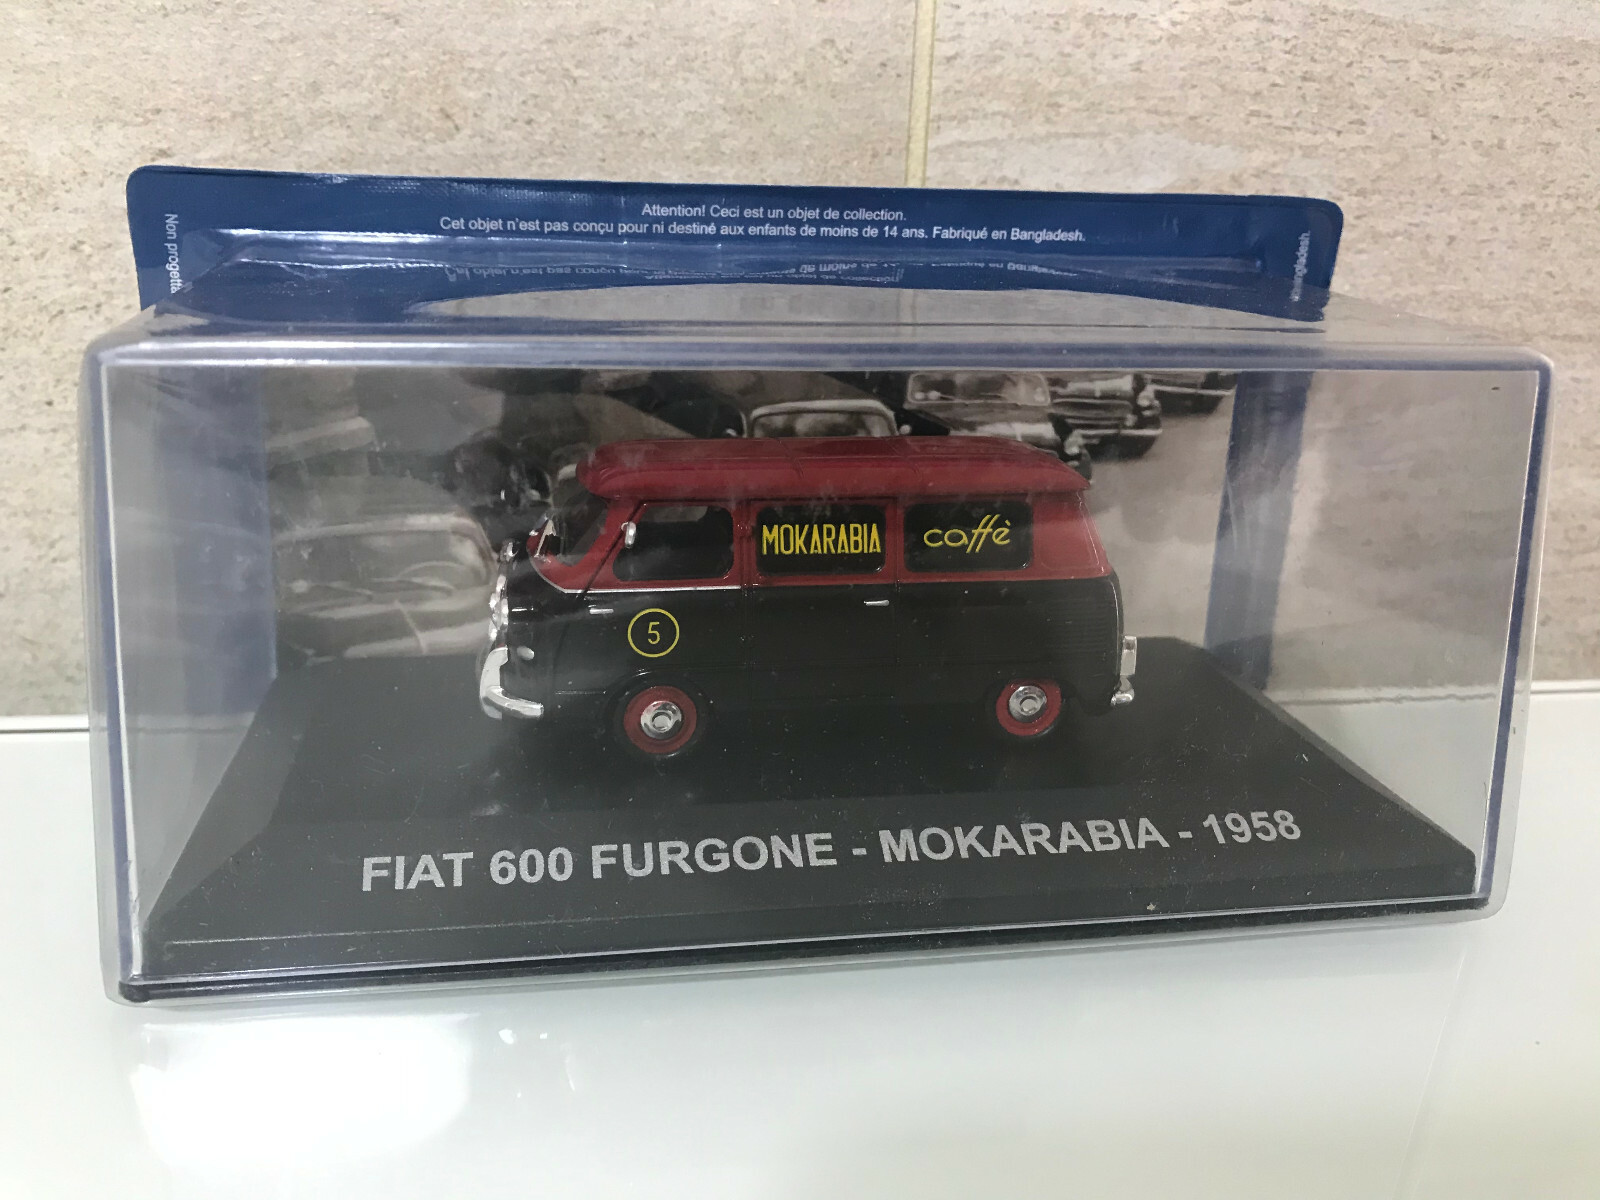 Attention! Ceci est un objet de collection.
Cet objet n'est pas conçu pour ni destiné aux enfants de moins de 14 ans. Fabriqué en Bangladesh.
Non progetta
MOKARABIA
caffè
5
FIAT 600 FURGONE - MOKARABIA - 1958